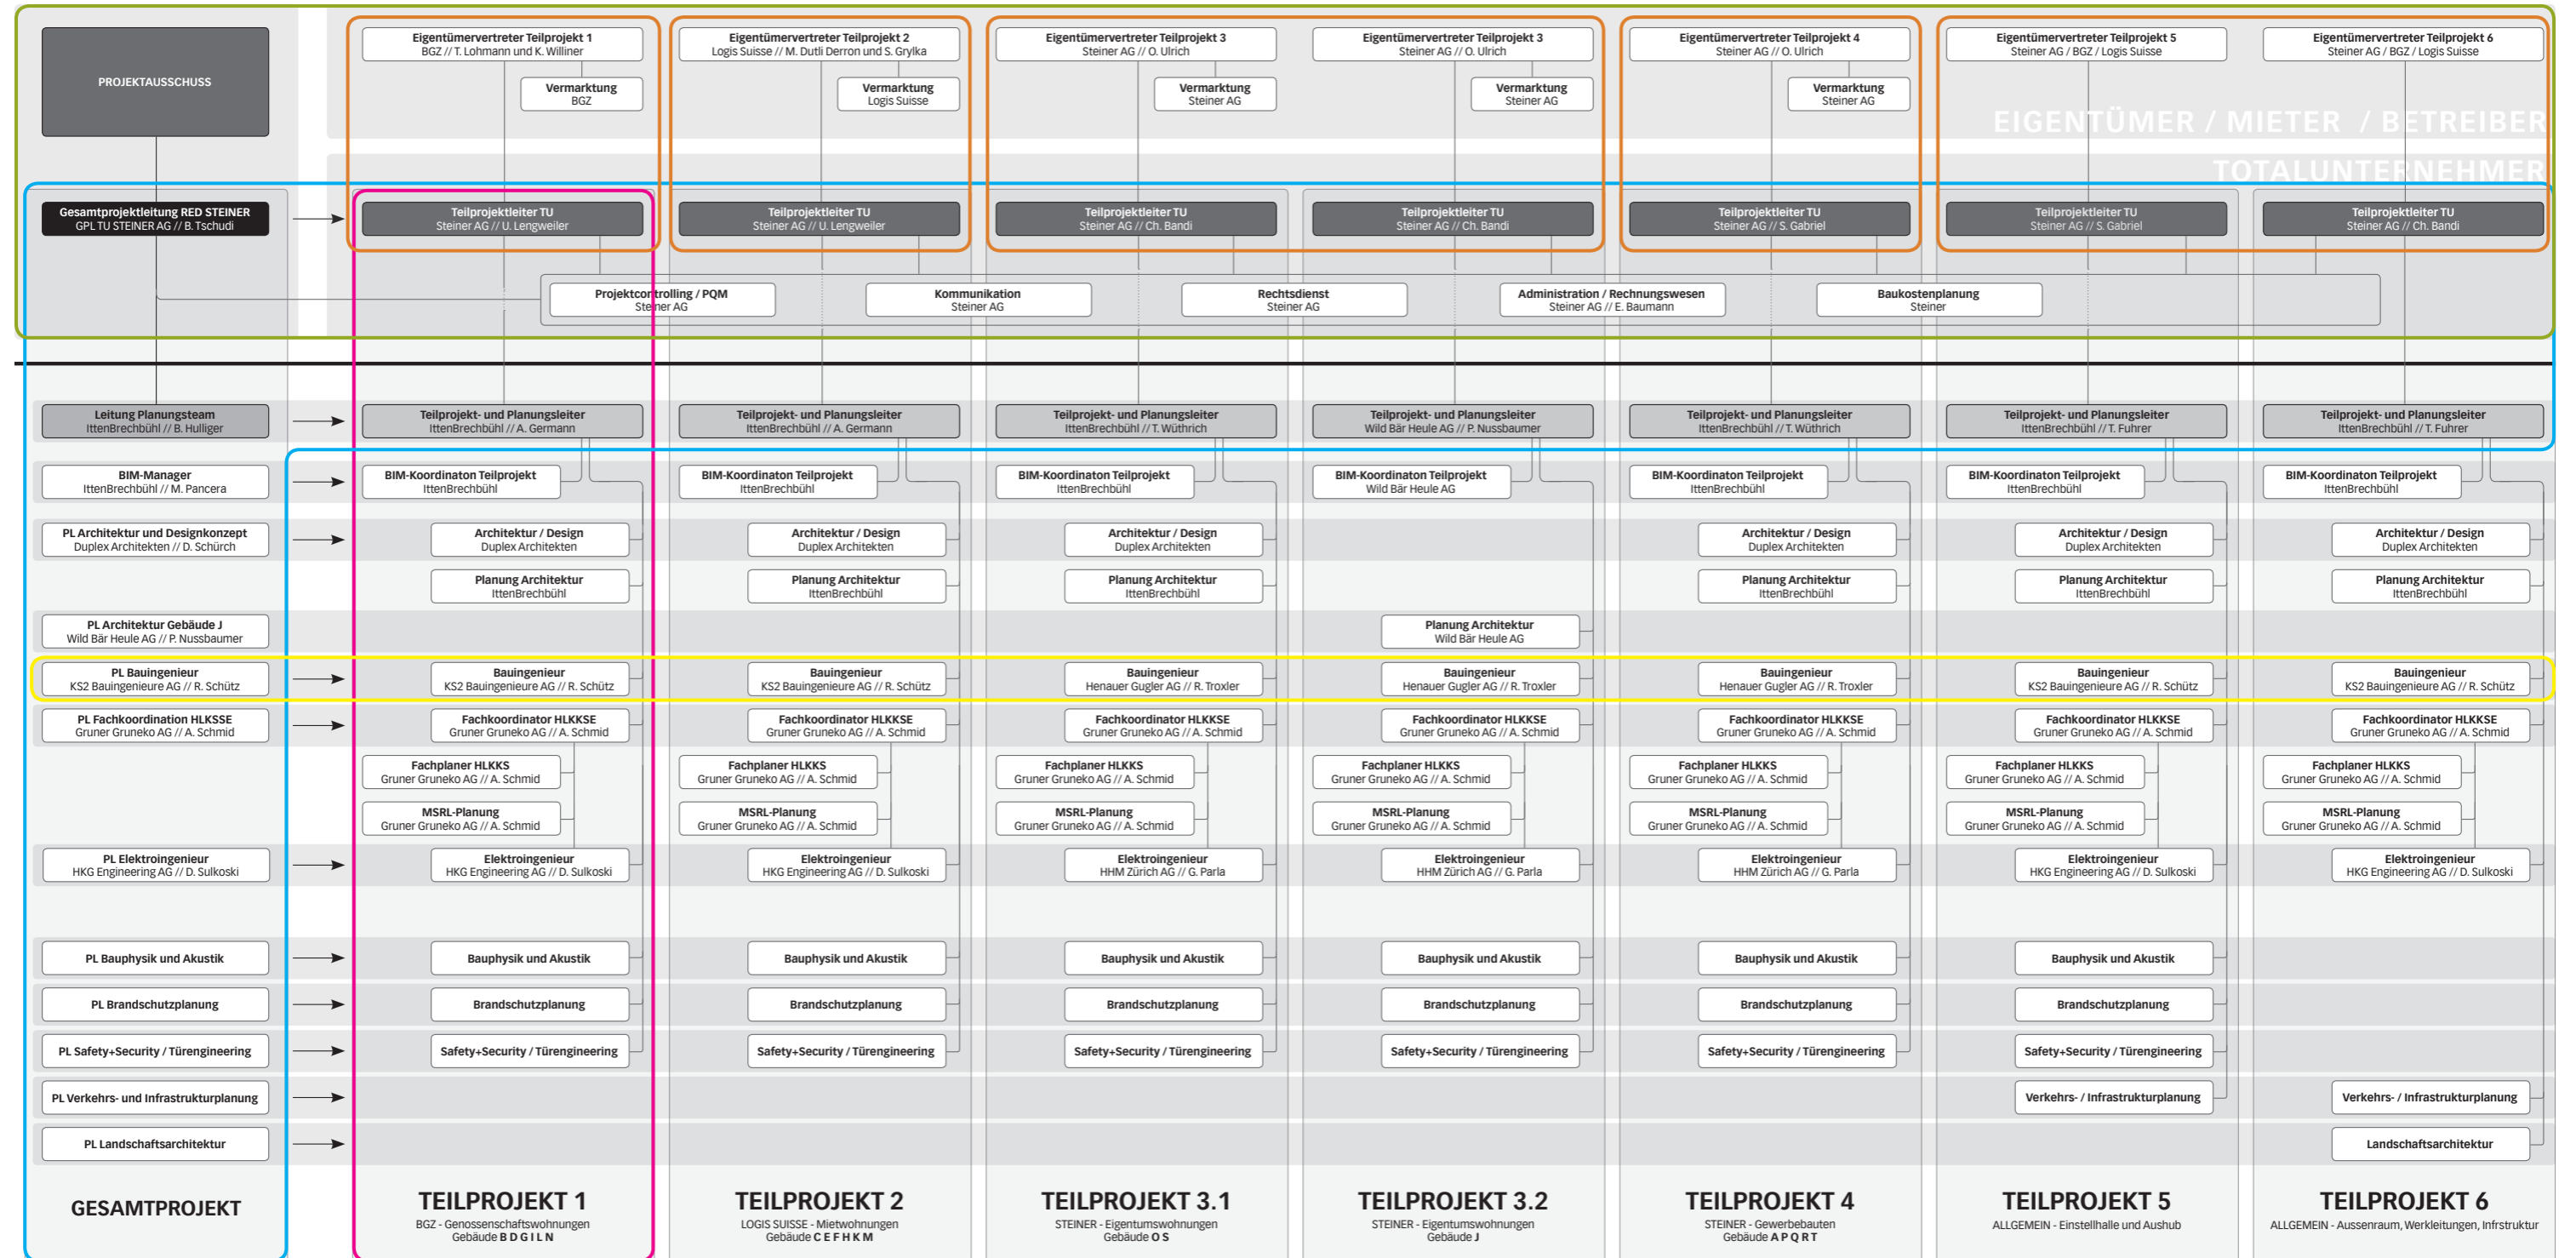 PROJEKTAUSSCHUSS
Eigentümervertreter Teilprojekt 1
BGZ // T. Lohmann und K. Williner
Eigentümervertreter Teilprojekt 2
Logis Suisse // M. Dutli Derron und S. Grylka
Eigentümervertreter Teilprojekt 3
Steiner AG // O. Ulrich
Eigentümervertreter Teilprojekt 3
Steiner AG // O. Ulrich
Eigentümervertreter Teilprojekt 4
Steiner AG // O. Ulrich
Eigentümervertreter Teilprojekt 5
Steiner AG / BGZ / Logis Suisse
Eigentümervertreter Teilprojekt 6
Steiner AG / BGZ / Logis Suisse
Vermarktung
BGZ
Vermarktung
Logis Suisse
Vermarktung
Steiner AG
Vermarktung
Steiner AG
Vermarktung
Steiner AG
EIGENTÜMER / MIETER / BETREIBER
TOTALUNTERNEHMER
Gesamtprojektleitung RED STEINER
GPL TU STEINER AG // B. Tschudi
Teilprojektleiter TU
Steiner AG // U. Lengweiler
Teilprojektleiter TU
Steiner AG // U. Lengweiler
Teilprojektleiter TU
Steiner AG // Ch. Bandi
Teilprojektleiter TU
Steiner AG // Ch. Bandi
Teilprojektleiter TU
Steiner AG // S. Gabriel
Teilprojektleiter TU
Steiner AG // S. Gabriel
Teilprojektleiter TU
Steiner AG // Ch. Bandi
Projektcontrolling / PQM
Steiner AG
Kommunikation
Steiner AG
Rechtsdienst
Steiner AG
Administration / Rechnungswesen
Steiner AG // E. Baumann
Baukostenplanung
Steiner
Leitung Planungsteam
IttenBrechbühl // B. Hulliger
Teilprojekt- und Planungsleiter
IttenBrechbühl // A. Germann
Teilprojekt- und Planungsleiter
IttenBrechbühl // A. Germann
Teilprojekt- und Planungsleiter
IttenBrechbühl // T. Wüthrich
Teilprojekt- und Planungsleiter
Wild Bär Heule AG // P. Nussbaumer
Teilprojekt- und Planungsleiter
IttenBrechbühl // T. Wüthrich
Teilprojekt- und Planungsleiter
IttenBrechbühl // T. Fuhrer
Teilprojekt- und Planungsleiter
IttenBrechbühl // T. Fuhrer
BIM-Manager
IttenBrechbühl // M. Pancera
BIM-Koordinaton Teilprojekt
IttenBrechbühl
BIM-Koordinaton Teilprojekt
IttenBrechbühl
BIM-Koordinaton Teilprojekt
IttenBrechbühl
BIM-Koordinaton Teilprojekt
Wild Bär Heule AG
BIM-Koordinaton Teilprojekt
IttenBrechbühl
BIM-Koordinaton Teilprojekt
IttenBrechbühl
BIM-Koordinaton Teilprojekt
IttenBrechbühl
PL Architektur und Designkonzept
Duplex Architekten // D. Schürch
Architektur / Design
Duplex Architekten
Architektur / Design
Duplex Architekten
Architektur / Design
Duplex Architekten
Architektur / Design
Duplex Architekten
Architektur / Design
Duplex Architekten
Architektur / Design
Duplex Architekten
Planung Architektur
IttenBrechbühl
Planung Architektur
IttenBrechbühl
Planung Architektur
IttenBrechbühl
Planung Architektur
IttenBrechbühl
Planung Architektur
IttenBrechbühl
Planung Architektur
IttenBrechbühl
PL Architektur Gebäude J
Wild Bär Heule AG // P. Nussbaumer
Planung Architektur
Wild Bär Heule AG
PL Bauingenieur
KS2 Bauingenieure AG // R. Schütz
Bauingenieur
KS2 Bauingenieure AG // R. Schütz
Bauingenieur
KS2 Bauingenieure AG // R. Schütz
Bauingenieur
Henauer Gugler AG // R. Troxler
Bauingenieur
Henauer Gugler AG // R. Troxler
Bauingenieur
Henauer Gugler AG // R. Troxler
Bauingenieur
KS2 Bauingenieure AG // R. Schütz
Bauingenieur
KS2 Bauingenieure AG // R. Schütz
PL Fachkoordination HLKSSE
Gruner Gruneko AG // A. Schmid
Fachkoordinator HLKKSE
Gruner Gruneko AG // A. Schmid
Fachkoordinator HLKKSE
Gruner Gruneko AG // A. Schmid
Fachkoordinator HLKKSE
Gruner Gruneko AG // A. Schmid
Fachkoordinator HLKKSE
Gruner Gruneko AG // A. Schmid
Fachkoordinator HLKKSE
Gruner Gruneko AG // A. Schmid
Fachkoordinator HLKKSE
Gruner Gruneko AG // A. Schmid
Fachkoordinator HLKKSE
Gruner Gruneko AG // A. Schmid
Fachplaner HLKKS
Gruner Gruneko AG // A. Schmid
Fachplaner HLKKS
Gruner Gruneko AG // A. Schmid
Fachplaner HLKKS
Gruner Gruneko AG // A. Schmid
Fachplaner HLKKS
Gruner Gruneko AG // A. Schmid
Fachplaner HLKKS
Gruner Gruneko AG // A. Schmid
Fachplaner HLKKS
Gruner Gruneko AG // A. Schmid
Fachplaner HLKKS
Gruner Gruneko AG // A. Schmid
MSRL-Planung
Gruner Gruneko AG // A. Schmid
MSRL-Planung
Gruner Gruneko AG // A. Schmid
MSRL-Planung
Gruner Gruneko AG // A. Schmid
MSRL-Planung
Gruner Gruneko AG // A. Schmid
MSRL-Planung
Gruner Gruneko AG // A. Schmid
MSRL-Planung
Gruner Gruneko AG // A. Schmid
MSRL-Planung
Gruner Gruneko AG // A. Schmid
PL Elektroingenieur
HKG Engineering AG // D. Sulkoski
Elektroingenieur
HKG Engineering AG // D. Sulkoski
Elektroingenieur
HKG Engineering AG // D. Sulkoski
Elektroingenieur
HHM Zürich AG // G. Parla
Elektroingenieur
HHM Zürich AG // G. Parla
Elektroingenieur
HHM Zürich AG // G. Parla
Elektroingenieur
HKG Engineering AG // D. Sulkoski
Elektroingenieur
HKG Engineering AG // D. Sulkoski
PL Bauphysik und Akustik
Bauphysik und Akustik
Bauphysik und Akustik
Bauphysik und Akustik
Bauphysik und Akustik
Bauphysik und Akustik
Bauphysik und Akustik
PL Brandschutzplanung
Brandschutzplanung
Brandschutzplanung
Brandschutzplanung
Brandschutzplanung
Brandschutzplanung
Brandschutzplanung
PL Safety+Security / Türengineering
Safety+Security / Türengineering
Safety+Security / Türengineering
Safety+Security / Türengineering
Safety+Security / Türengineering
Safety+Security / Türengineering
Safety+Security / Türengineering
PL Verkehrs- und Infrastrukturplanung
Verkehrs- / Infrastrukturplanung
Verkehrs- / Infrastrukturplanung
PL Landschaftsarchitektur
Landschaftsarchitektur
GESAMTPROJEKT
TEILPROJEKT 1
BGZ - Genossenschaftswohnungen
Gebäude B D G I L N
TEILPROJEKT 2
LOGIS SUISSE - Mietwohnungen
Gebäude C E F H K M
TEILPROJEKT 3.1
STEINER - Eigentumswohnungen
Gebäude O S
TEILPROJEKT 3.2
STEINER - Eigentumswohnungen
Gebäude J
TEILPROJEKT 4
STEINER - Gewerbebauten
Gebäude A P Q R T
TEILPROJEKT 5
ALLGEMEIN - Einstellhalle und Aushub
TEILPROJEKT 6
ALLGEMEIN - Aussenraum, Werkleitungen, Infrstruktur